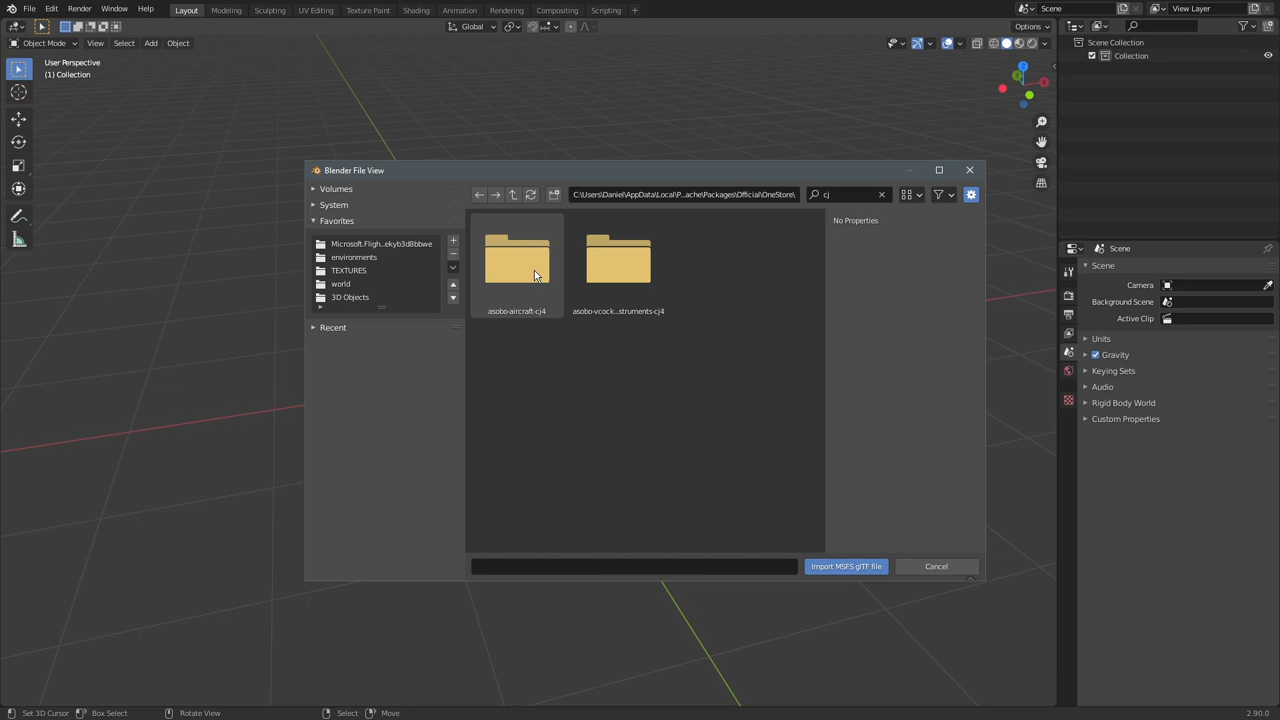 File Edit Render Window Help Layout Modeling Sculpting UV Editing Texture Paint Shading Animation Rendering Compositing Scripting + Scene View Layer
Global Options
Object Mode View Select Add Object
Scene Collection
Collection
User Perspective
(1) Collection
Blender File View
Volumes
System
Favorites
Microsoft.Fligh...ekyb3d8bbwe
environments
TEXTURES
world
3D Objects
Recent
C:\Users\Daniel\AppData\Local\P...ache\Packages\Official\OneStore\
cj
No Properties
asobo-aircraft-cj4
asobo-vcock...struments-cj4
Import MSFS glTF file
Cancel
Scene
Scene
Camera
Background Scene
Active Clip
Units
Gravity
Keying Sets
Audio
Rigid Body World
Custom Properties
Set 3D Cursor Box Select Rotate View Select Move 2.90.0